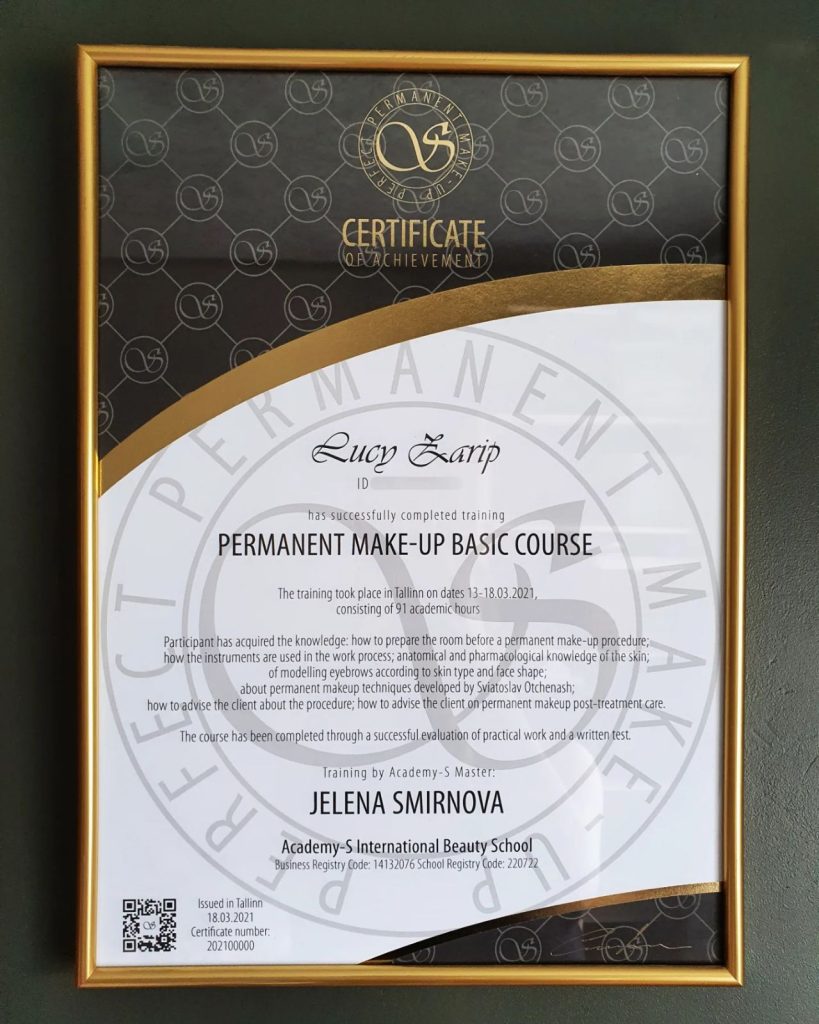 PERFECT PERMANENT MAKE-UP
S
CERTIFICATE
OF ACHIEVEMENT
PERFECT PERMANENT MAKE-UP
Lucy Zarip
ID
has successfully completed training
PERMANENT MAKE-UP BASIC COURSE
The training took place in Tallinn on dates 13-18.03.2021,
consisting of 91 academic hours
Participant has acquired the knowledge: how to prepare the room before a permanent make-up procedure;
how the instruments are used in the work process; anatomical and pharmacological knowledge of the skin;
of modelling eyebrows according to skin type and face shape;
about permanent makeup techniques developed by Sviatoslav Otchenash;
how to advise the client about the procedure; how to advise the client on permanent makeup post-treatment care.
The course has been completed through a successful evaluation of practical work and a written test.
Training by Academy-S Master:
JELENA SMIRNOVA
Academy-S International Beauty School
Business Registry Code: 14132076 School Registry Code: 220722
Issued in Tallinn
18.03.2021
Certificate number:
202100000